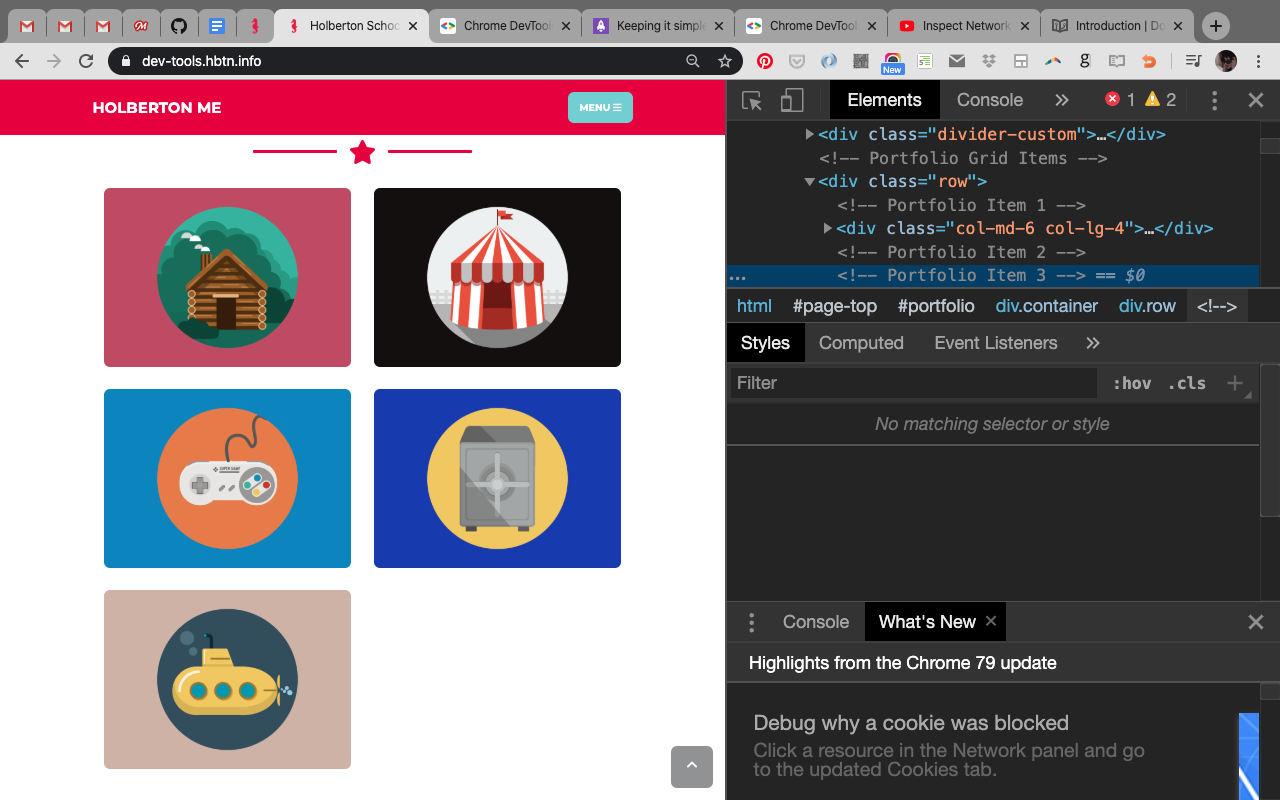 Holberton Schoo
Chrome DevTool
Keeping it simple
Chrome DevTool
Inspect Network
Introduction | Do
dev-tools.hbtn.info
New
HOLBERTON ME
MENU
Elements
Console
1
2
<div class="divider-custom">…</div>
<!-- Portfolio Grid Items -->
<div class="row">
<!-- Portfolio Item 1 -->
<div class="col-md-6 col-lg-4">…</div>
<!-- Portfolio Item 2 -->
... <!-- Portfolio Item 3 --> == $0
html #page-top #portfolio div.container div.row <!-->
Styles Computed Event Listeners
Filter :hov .cls
No matching selector or style
SUPER GAME
Console What's New
Highlights from the Chrome 79 update
Debug why a cookie was blocked
Click a resource in the Network panel and go
to the updated Cookies tab.